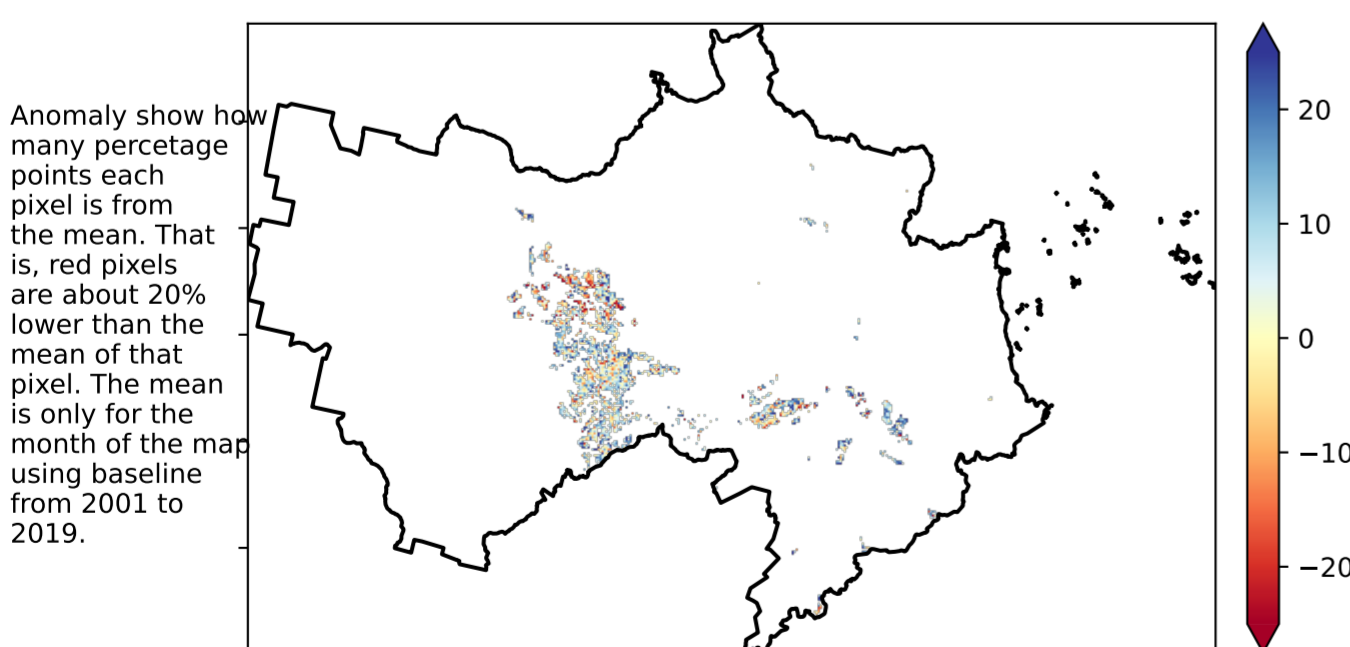 Anomaly show how
many percetage
points each
pixel is from
the mean. That
is, red pixels
are about 20%
lower than the
mean of that
pixel. The mean
is only for the
month of the map
using baseline
from 2001 to
2019.
20
10
0
−10
−20